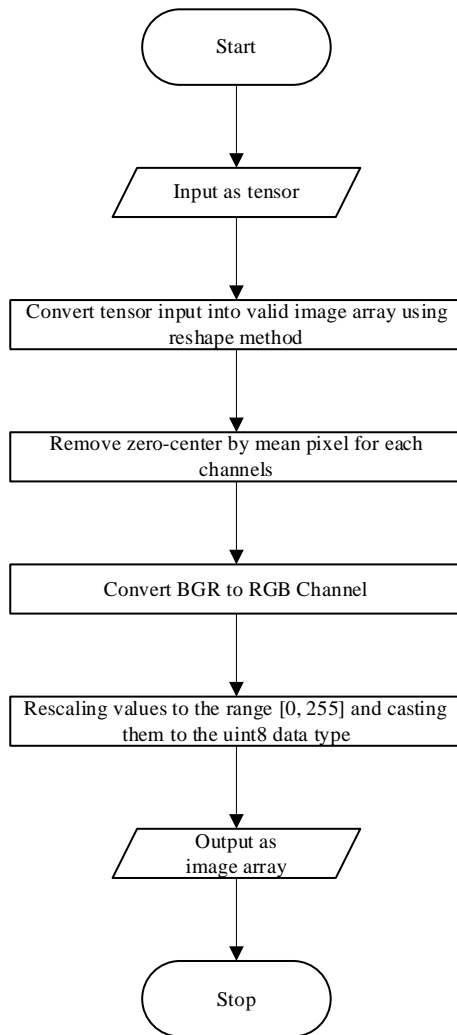 Start
Input as tensor
Convert tensor input into valid image array using
reshape method
Remove zero-center by mean pixel for each
channels
Convert BGR to RGB Channel
Rescaling values to the range [0, 255] and casting
them to the uint8 data type
Output as
image array
Stop